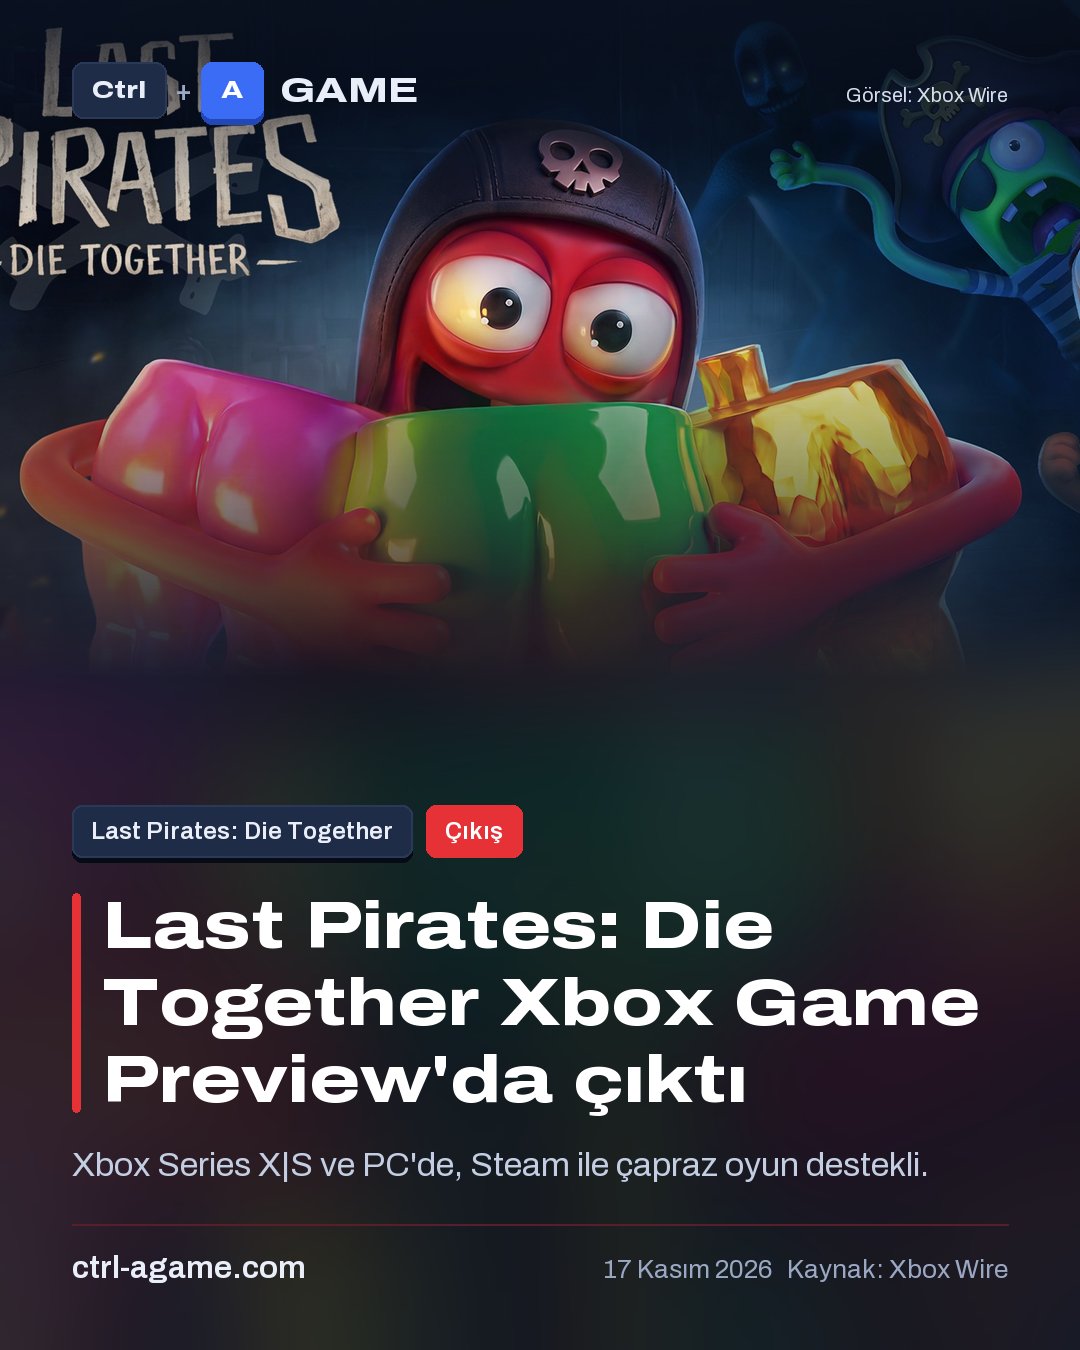 LAST
PIRATES
DIE TOGETHER
Ctrl + A GAME
Görsel: Xbox Wire
Last Pirates: Die Together
Çıkış
Last Pirates: Die
Together Xbox Game
Preview'da çıktı
Xbox Series X|S ve PC'de, Steam ile çapraz oyun destekli.
ctrl-agame.com
17 Kasım 2026 Kaynak: Xbox Wire